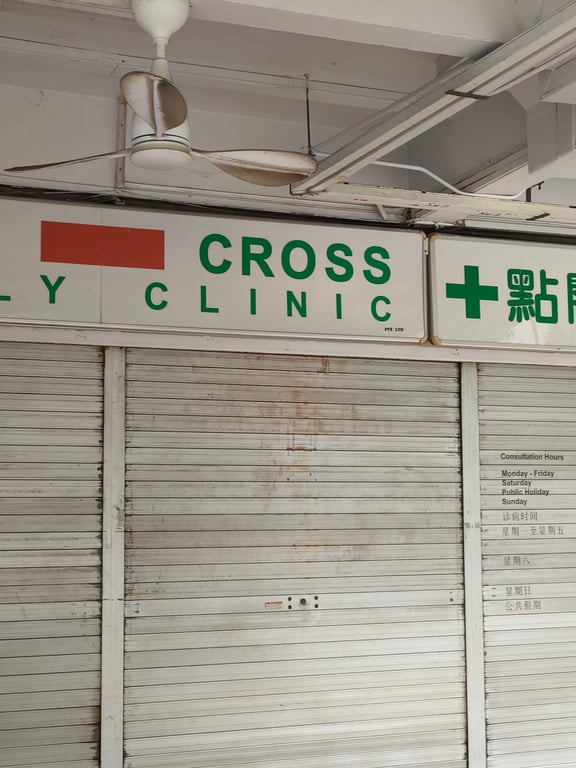 CROSS
LY CLINIC
PTE LTD
點
Consultation Hours
Monday - Friday
Saturday
Public Holiday
Sunday
诊病时间
星期一至星期五
星期六
星期日
公共假期